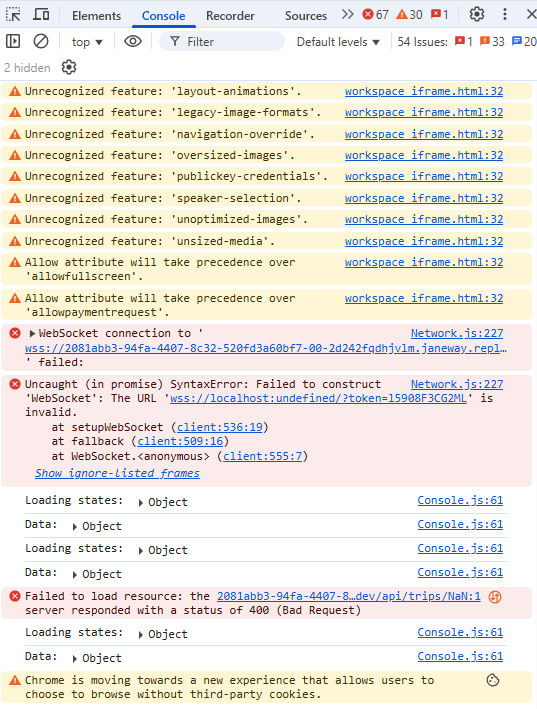 Elements Console Recorder Sources 67 30 1
top Filter Default levels 54 Issues: 1 33 20
2 hidden
Unrecognized feature: 'layout-animations'. workspace iframe.html:32
Unrecognized feature: 'legacy-image-formats'. workspace iframe.html:32
Unrecognized feature: 'navigation-override'. workspace iframe.html:32
Unrecognized feature: 'oversized-images'. workspace iframe.html:32
Unrecognized feature: 'publickey-credentials'. workspace iframe.html:32
Unrecognized feature: 'speaker-selection'. workspace iframe.html:32
Unrecognized feature: 'unoptimized-images'. workspace iframe.html:32
Unrecognized feature: 'unsized-media'. workspace iframe.html:32
Allow attribute will take precedence over workspace iframe.html:32
'allowfullscreen'.
Allow attribute will take precedence over workspace iframe.html:32
'allowpaymentrequest'.
WebSocket connection to ' Network.js:227
wss://2081abb3-94fa-4407-8c32-520fd3a60bf7-00-2d242fqdhjvlm.janeway.repl…
' failed:
Uncaught (in promise) SyntaxError: Failed to construct Network.js:227
'WebSocket': The URL 'wss://localhost:undefined/?token=l5908F3CG2ML' is
invalid.
at setupWebSocket (client:536:19)
at fallback (client:509:16)
at WebSocket.<anonymous> (client:555:7)
Show ignore-listed frames
Loading states: Object Console.js:61
Data: Object Console.js:61
Loading states: Object Console.js:61
Data: Object Console.js:61
Failed to load resource: the 2081abb3-94fa-4407-8…dev/api/trips/NaN:1
server responded with a status of 400 (Bad Request)
Loading states: Object Console.js:61
Data: Object Console.js:61
Chrome is moving towards a new experience that allows users to
choose to browse without third-party cookies.